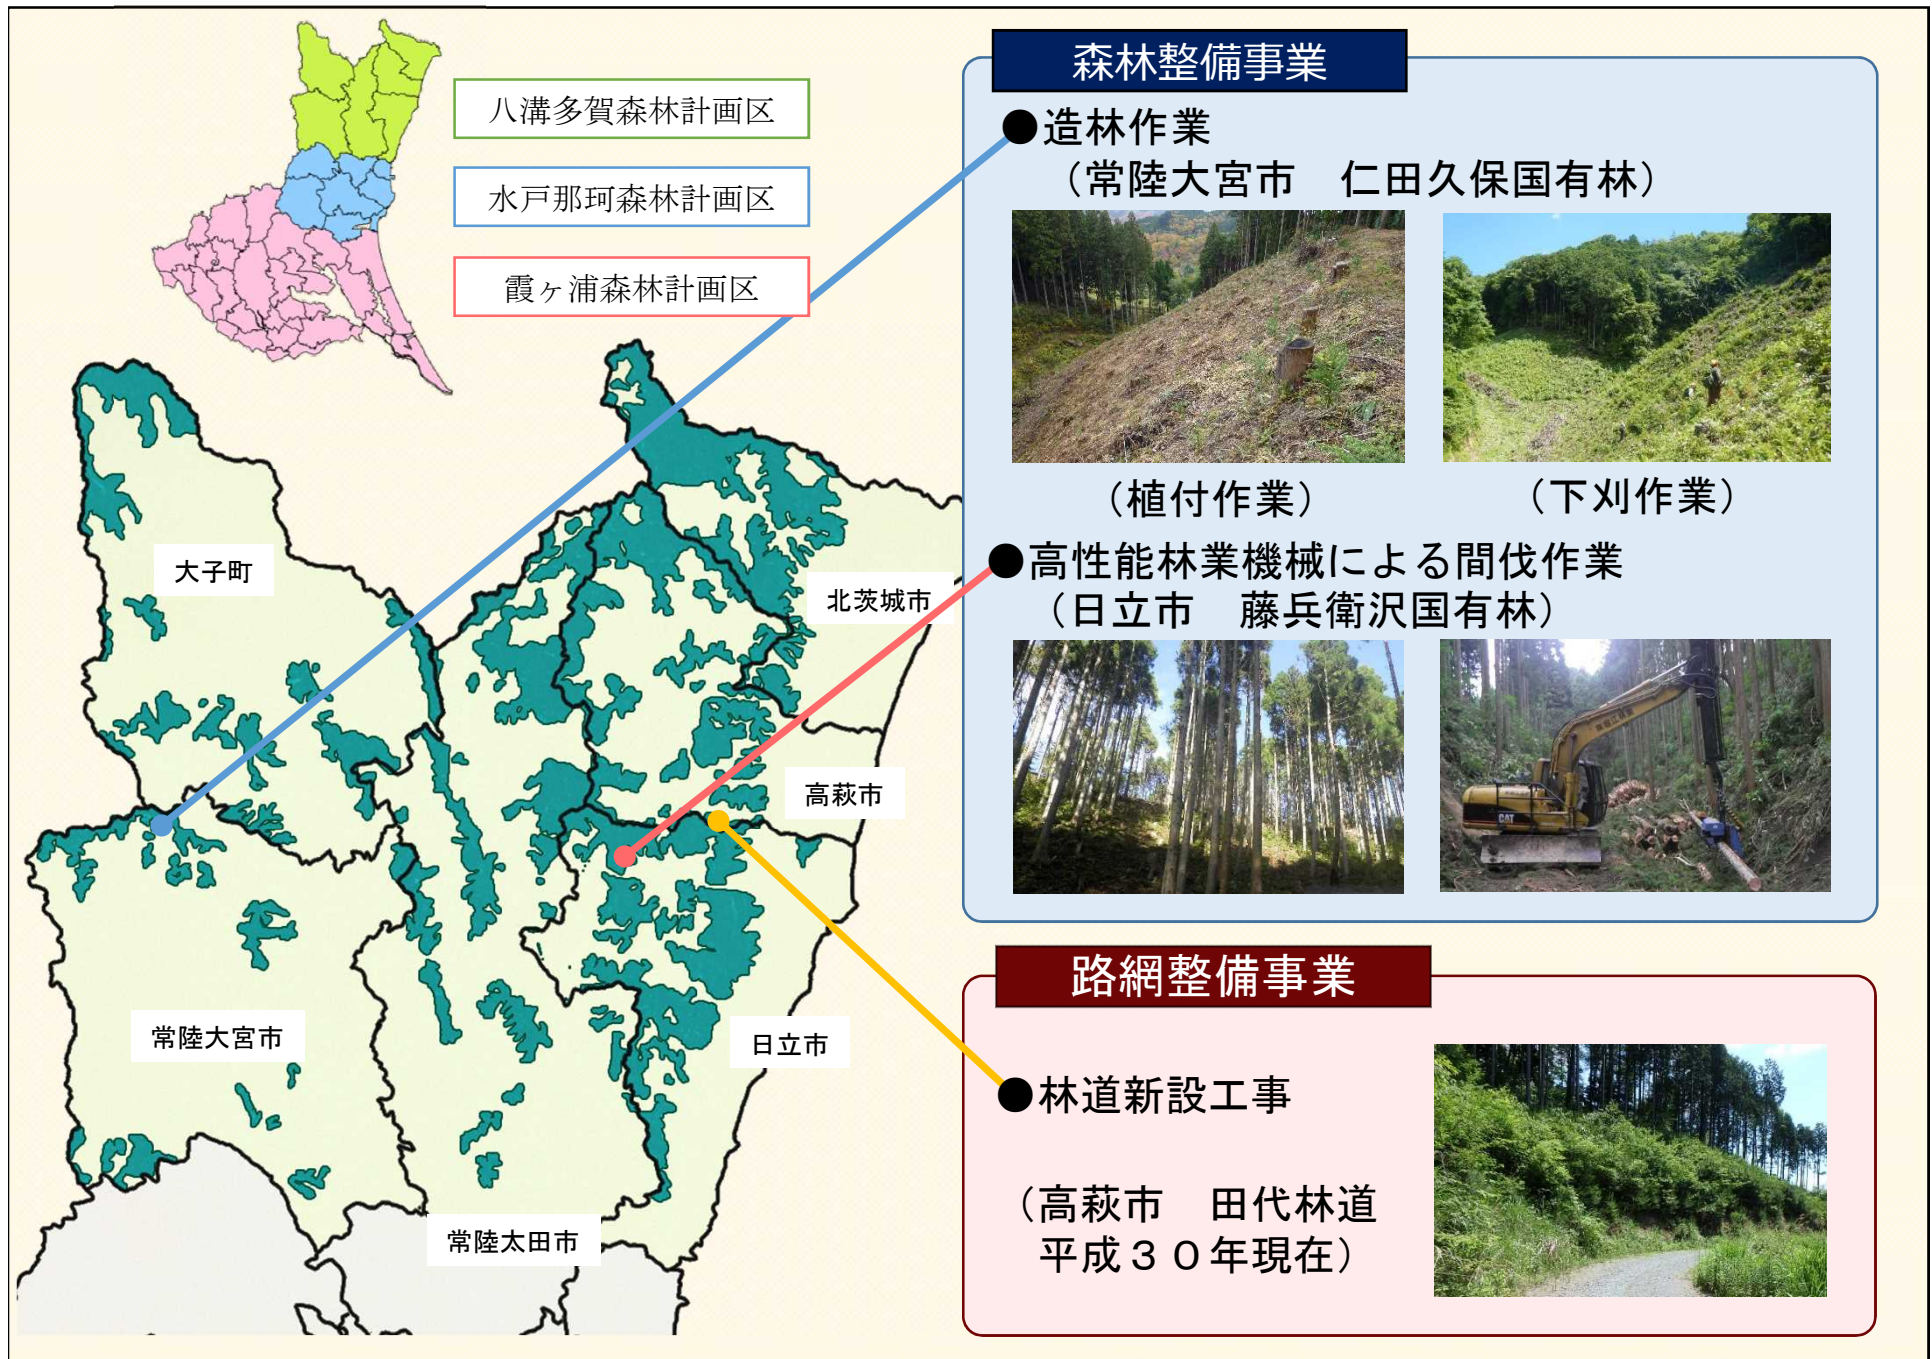 八溝多賀森林計画区
水戸那珂森林計画区
霞ヶ浦森林計画区
大子町
北茨城市
高萩市
常陸大宮市
日立市
常陸太田市
森林整備事業
●造林作業
（常陸大宮市　仁田久保国有林）
（植付作業）
（下刈作業）
●高性能林業機械による間伐作業
（日立市　藤兵衛沢国有林）
CAT
路網整備事業
●林道新設工事
（高萩市　田代林道
平成３０年現在）